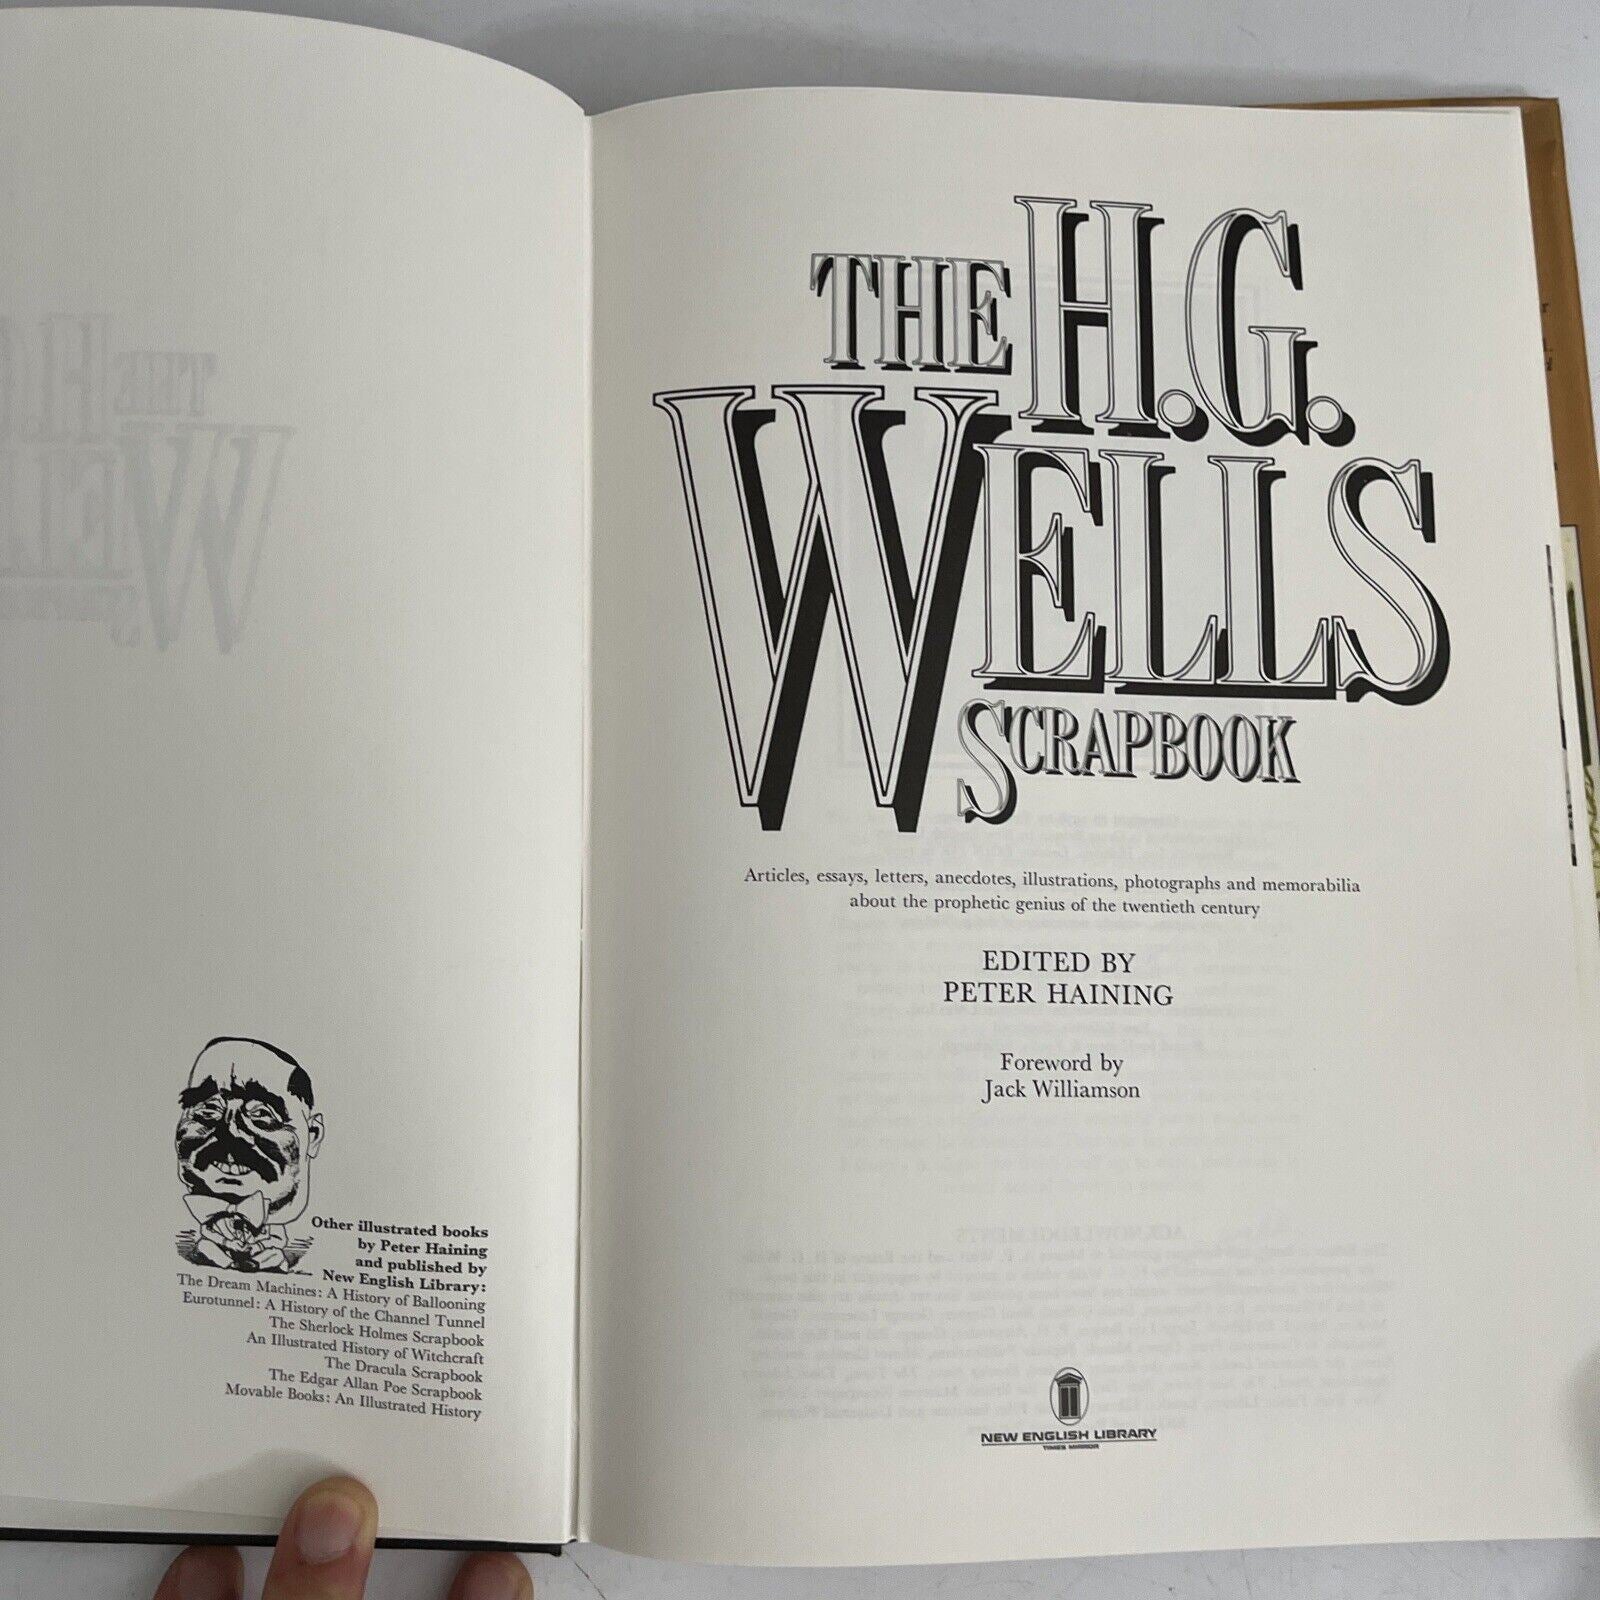 Other illustrated books
by Peter Haining
and published by
New English Library:
The Dream Machines: A History of Ballooning
Eurotunnel: A History of the Channel Tunnel
The Sherlock Holmes Scrapbook
An Illustrated History of Witchcraft
The Dracula Scrapbook
The Edgar Allan Poe Scrapbook
Movable Books: An Illustrated History
THE H.G.
WELLS
SCRAPBOOK
Articles, essays, letters, anecdotes, illustrations, photographs and memorabilia
about the prophetic genius of the twentieth century
EDITED BY
PETER HAINING
Foreword by
Jack Williamson
NEW ENGLISH LIBRARY
TIMES MIRROR